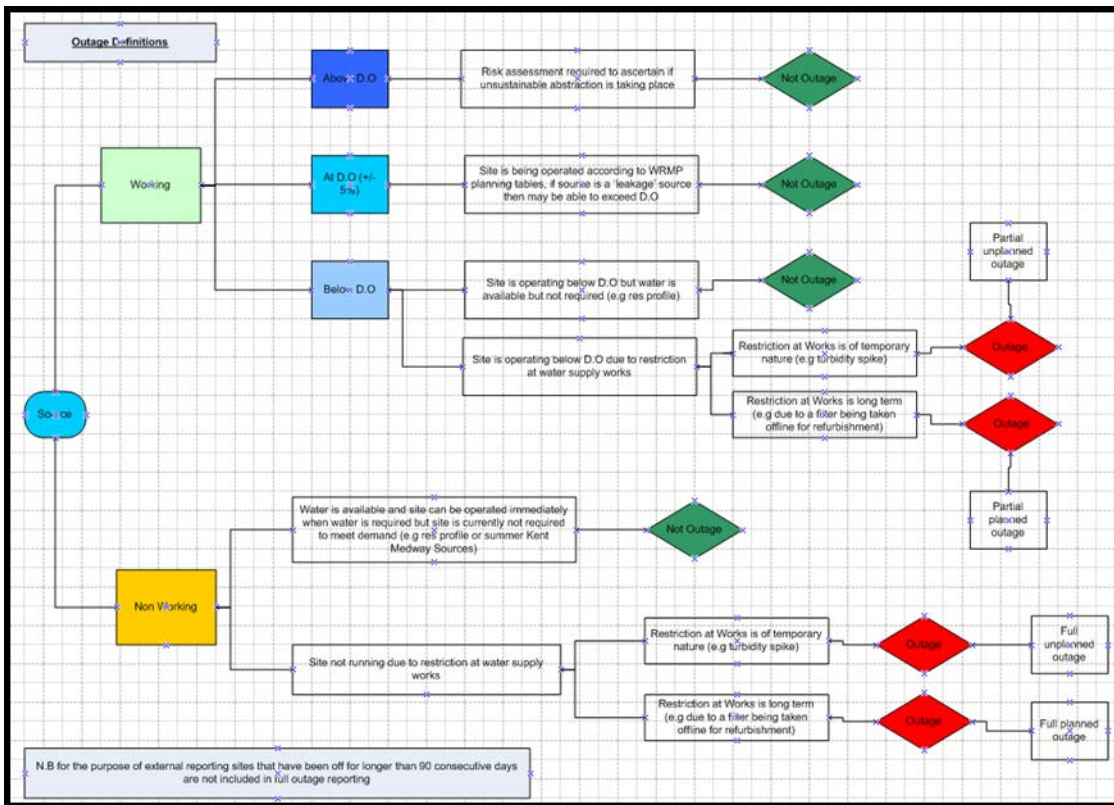 Outage Definitions
Above D.O
Risk assessment required to ascertain if
unsustainable abstraction is taking
place
Not Outage
Working
At D.O (+/-
5%)
Site is being operated according to WRMP
planning tables, if source is a 'leakage' source
then may be able to exceed D.O
Not Outage
Below D.O
Site is operating below D.O but water is
available but not required (e.g res profile)
Not Outage
Partial
unplanned
outage
Site is operating below D.O due to restriction
at water supply works
Restriction at Works is of temporary
nature (e.g turbidity spike)
Outage
Restriction at Works is long term
(e.g due to a filter being taken
offline for refurbishment)
Outage
Partial
planned
outage
Source
Water is available and site can be operated immediately
when water is required but site is currently not required
to meet demand (e.g res profile or summer Kent
Medway Sources)
Not Outage
Non Working
Site not running due to restriction at water supply
works
Restriction at Works is of temporary
nature (e.g turbidity spike)
Outage
Full
unplanned
outage
Restriction at Works is long term
(e.g due to a filter being taken
offline for refurbishment)
Outage
Full planned
outage
N.B for the purpose of external reporting sites that have been off for longer than 90 consecutive days
are not included in full outage reporting